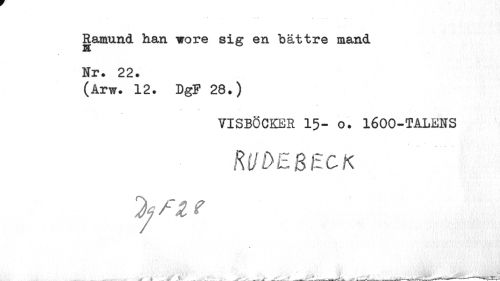 Ramund han wore sig en bättre mand
Nr. 22.
(Arw. 12. DgF 28.)
VISBÖCKER 15- o. 1600-TALENS
RUDEBECK
DgF 28